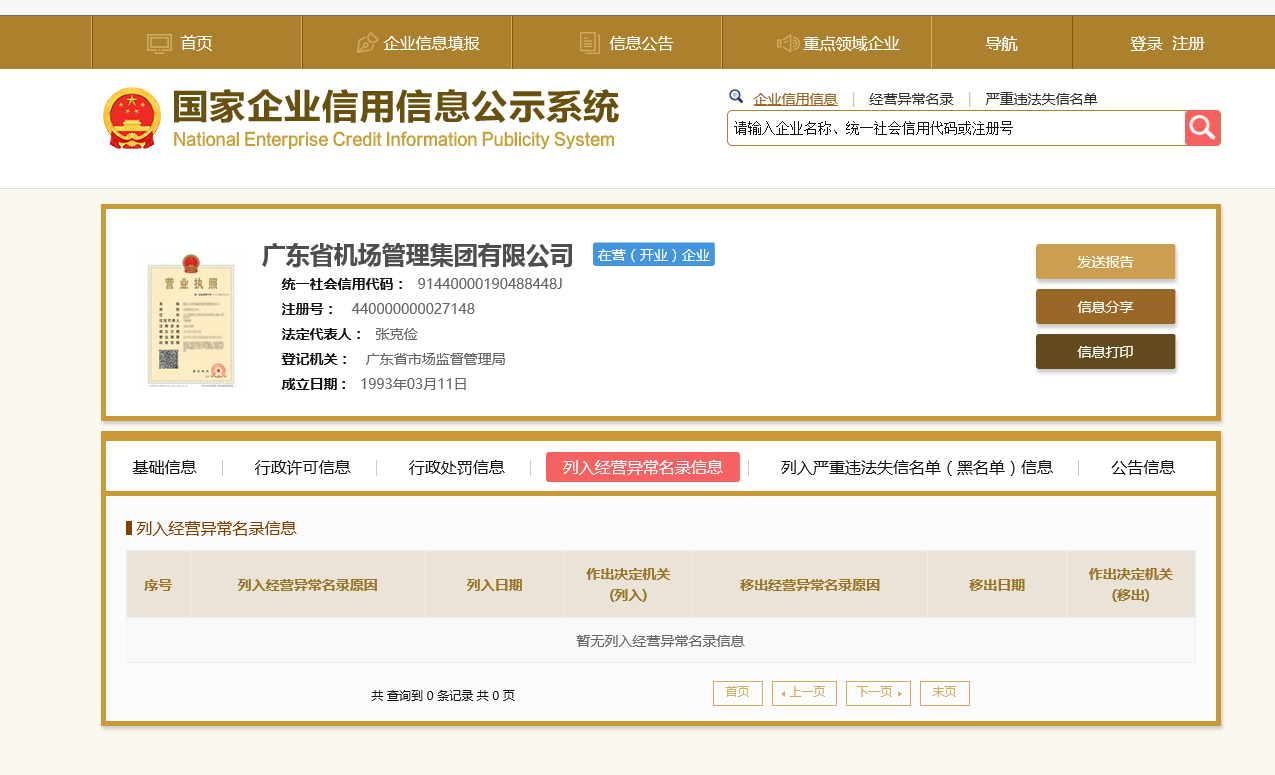 首页 企业信息填报 信息公告 重点领域企业 导航 登录 注册
国家企业信用信息公示系统
National Enterprise Credit Information Publicity System
企业信用信息 | 经营异常名录 | 严重违法失信名单
请输入企业名称、统一社会信用代码或注册号
营业执照
广东省机场管理集团有限公司 在营（开业）企业
统一社会信用代码： 91440000190488448J
注册号： 440000000027148
法定代表人： 张克俭
登记机关： 广东省市场监督管理局
成立日期： 1993年03月11日
发送报告
信息分享
信息打印
基础信息 行政许可信息 行政处罚信息 列入经营异常名录信息 列入严重违法失信名单（黑名单）信息 公告信息
列入经营异常名录信息
序号 列入经营异常名录原因 列入日期 作出决定机关(列入) 移出经营异常名录原因 移出日期 作出决定机关(移出)
暂无列入经营异常名录信息
共 查询到 0 条记录 共 0 页 首页 上一页 下一页 末页